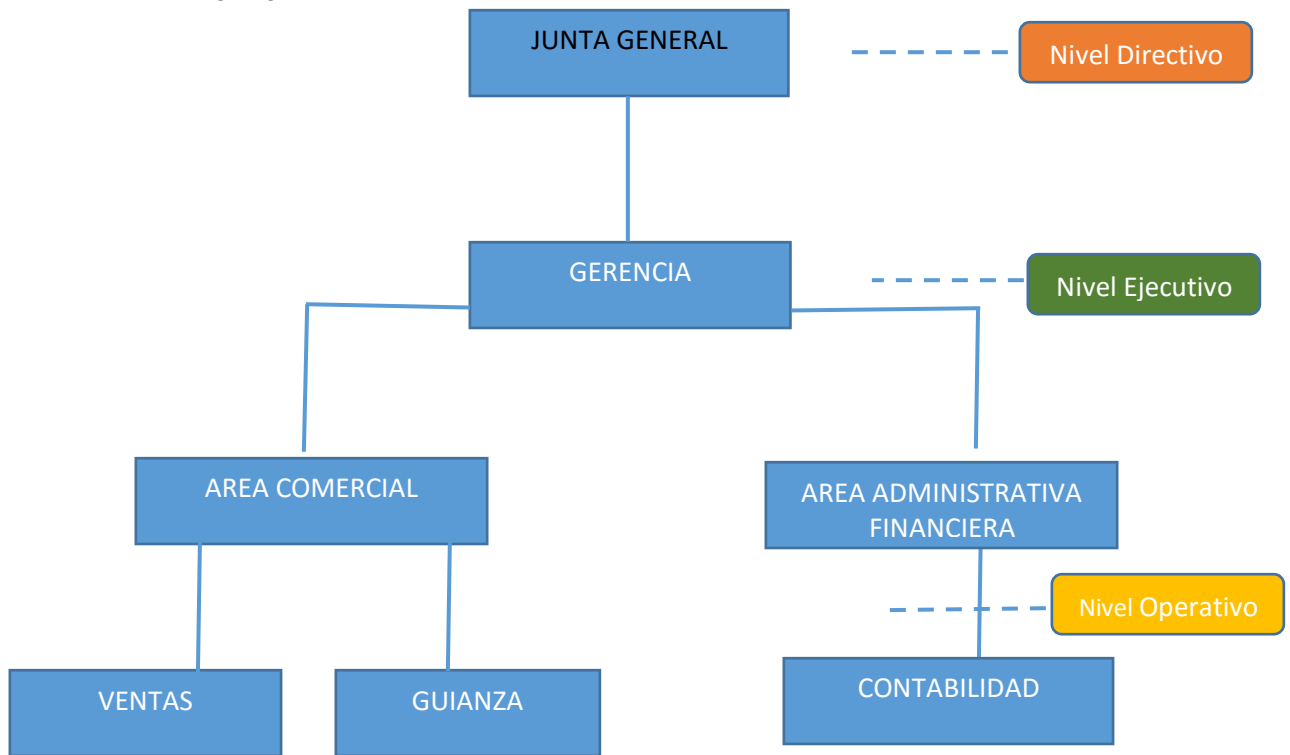 JUNTA GENERAL
Nivel Directivo
GERENCIA
Nivel Ejecutivo
AREA COMERCIAL
AREA ADMINISTRATIVA
FINANCIERA
Nivel Operativo
VENTAS
GUIANZA
CONTABILIDAD